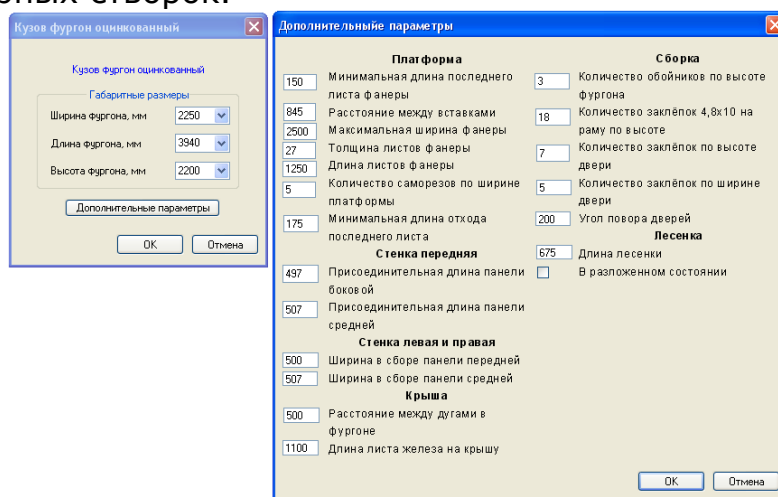 рных створок.
Кузов фургон оцинкованный
Кузов фургон оцинкованный
Габаритные размеры
Ширина фургона, мм 2250
Длина фургона, мм 3940
Высота фургона, мм 2200
Дополнительные параметры
OK Отмена
Дополнительныйе параметры
Платформа
150 Минимальная длина последнего
листа фанеры
845 Расстояние между вставками
2500 Максимальная ширина фанеры
27 Толщина листов фанеры
1250 Длина листов фанеры
5 Количество саморезов по ширине
платформы
175 Минимальная длина отхода
последнего листа
Стенка передняя
497 Присоединительная длина панели
боковой
507 Присоединительная длина панели
средней
Стенка левая и правая
500 Ширина в сборе панели передней
507 Ширина в сборе панели средней
Крыша
500 Расстояние между дугами в
фургоне
1100 Длина листа железа на крышу
Сборка
3 Количество обойников по высоте
фургона
18 Количество заклёпок 4,8х10 на
раму по высоте
7 Количество заклёпок по высоте
двери
5 Количество заклёпок по ширине
двери
200 Угол повора дверей
Лесенка
675 Длина лесенки
В разложенном состоянии
OK Отмена